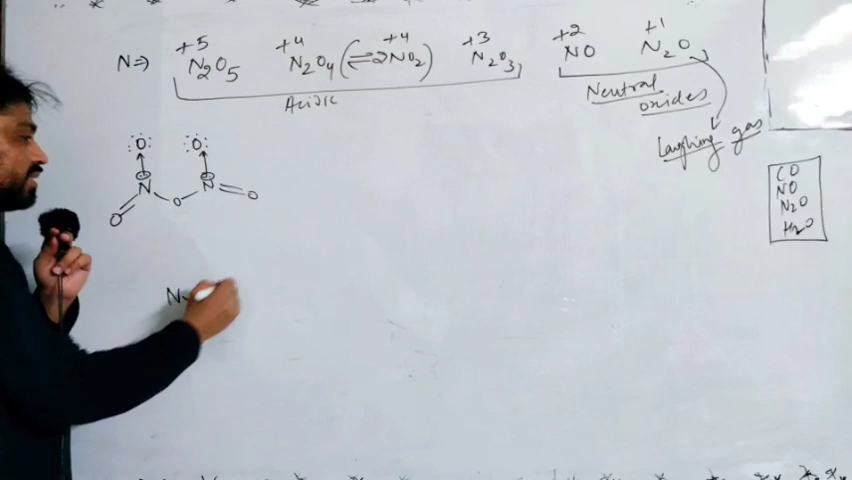 +5 +4 +4 +3 +2 +1
N⇒ N2O5 N2O4 (⇌2NO2) N2O3, NO N2O
Acidic
Neutral
oxides
Laughing gas
:O: :O:
N N
O O O
CO
NO
N2O
H2O
N